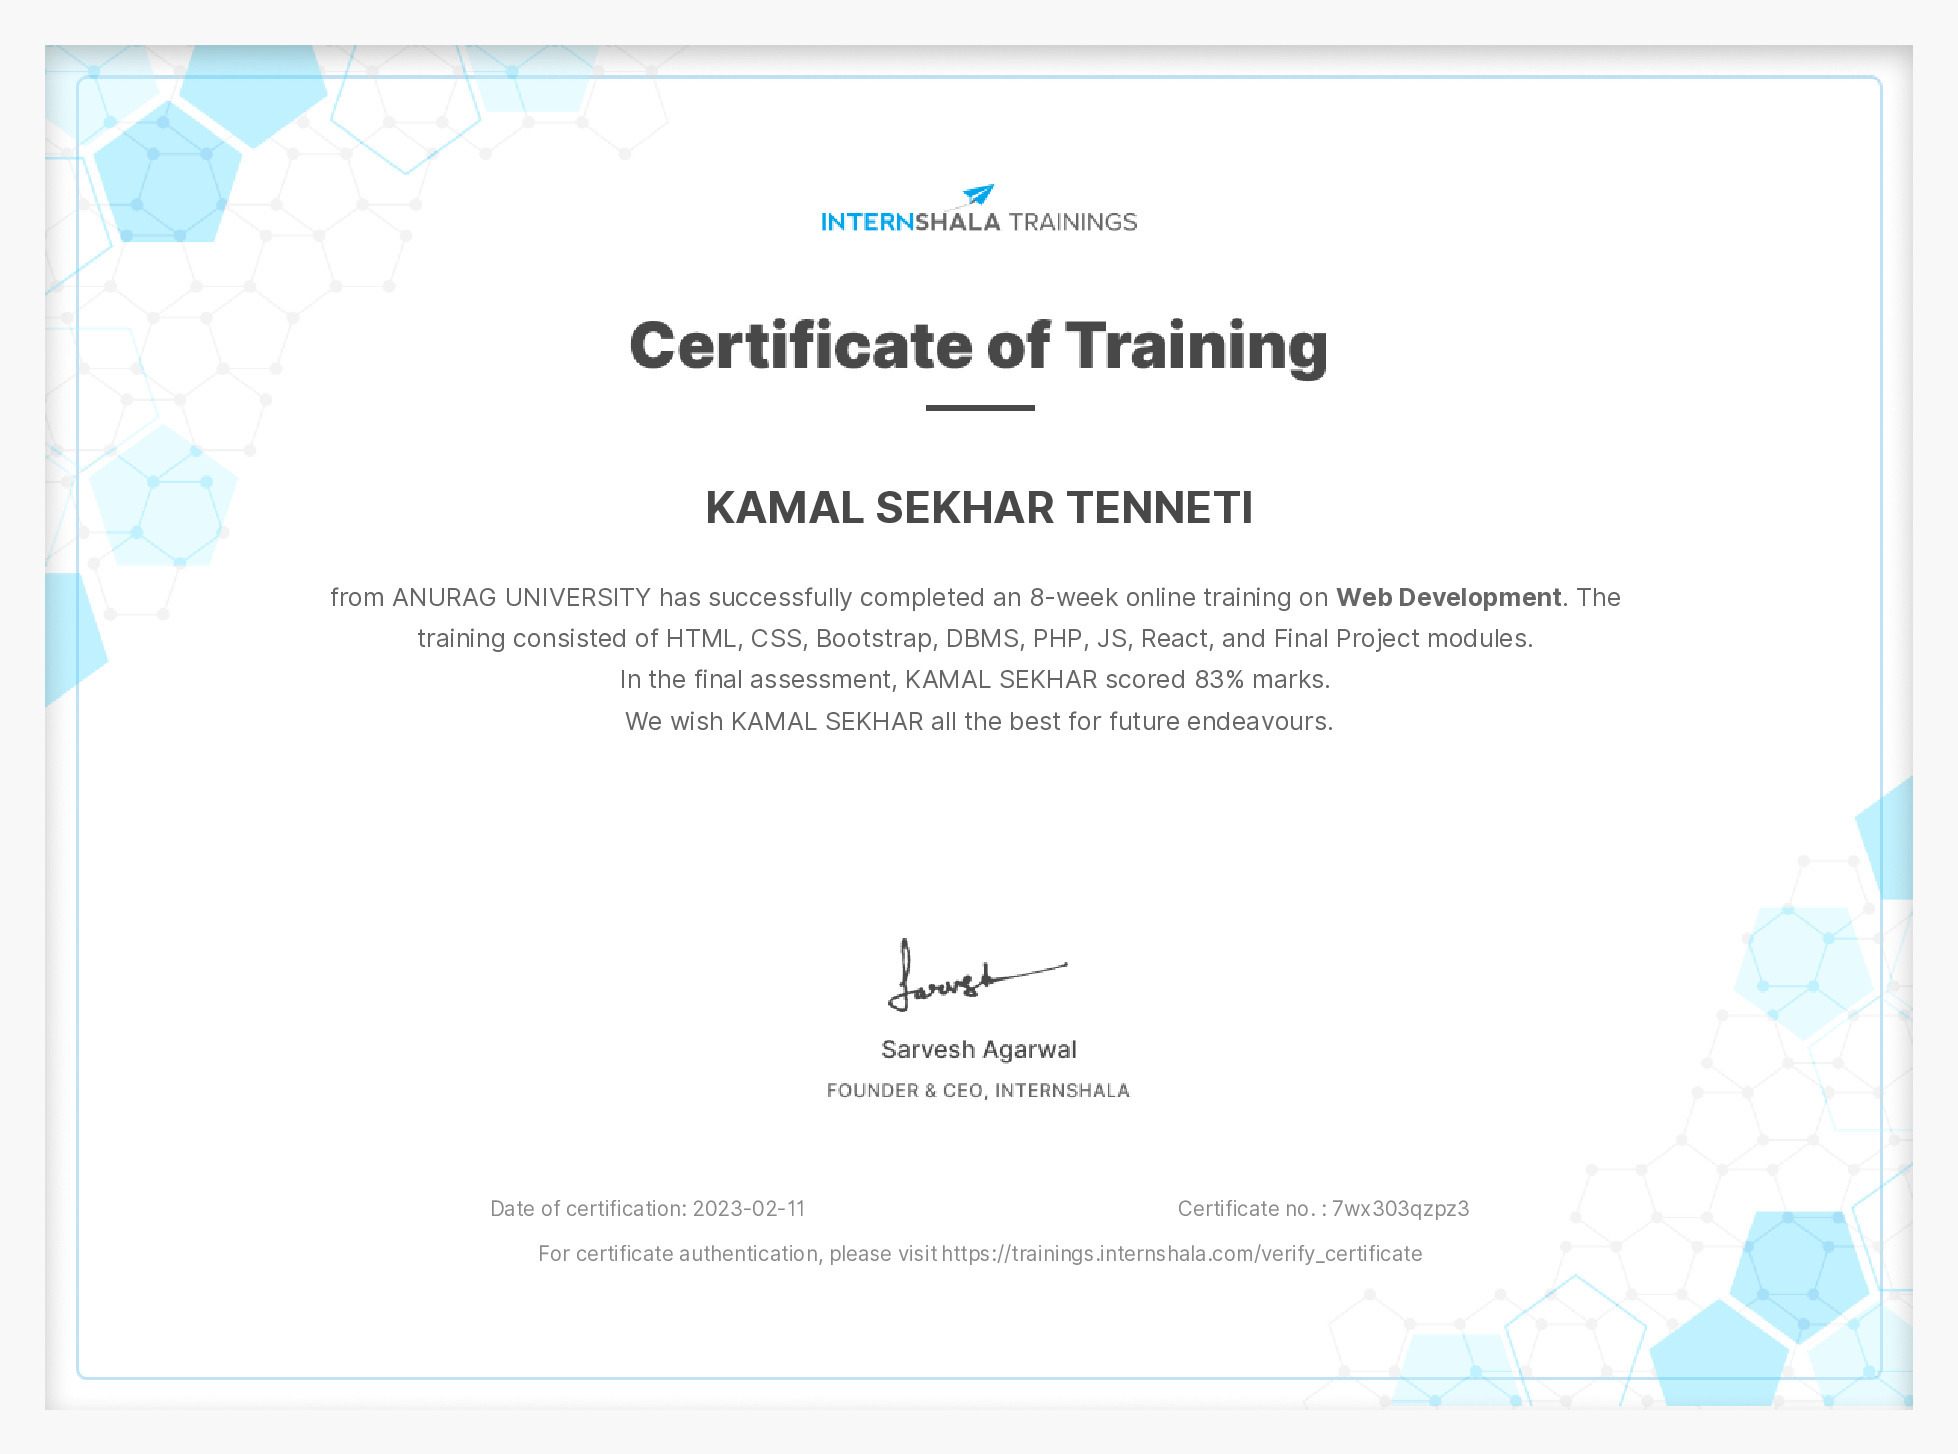 INTERNSHALA TRAININGS
Certificate of Training
KAMAL SEKHAR TENNETI
from ANURAG UNIVERSITY has successfully completed an 8-week online training on Web Development. The
training consisted of HTML, CSS, Bootstrap, DBMS, PHP, JS, React, and Final Project modules.
In the final assessment, KAMAL SEKHAR scored 83% marks.
We wish KAMAL SEKHAR all the best for future endeavours.
Sarvesh
Sarvesh Agarwal
FOUNDER & CEO, INTERNSHALA
Date of certification: 2023-02-11
Certificate no. : 7wx303qzpz3
For certificate authentication, please visit https://trainings.internshala.com/verify_certificate